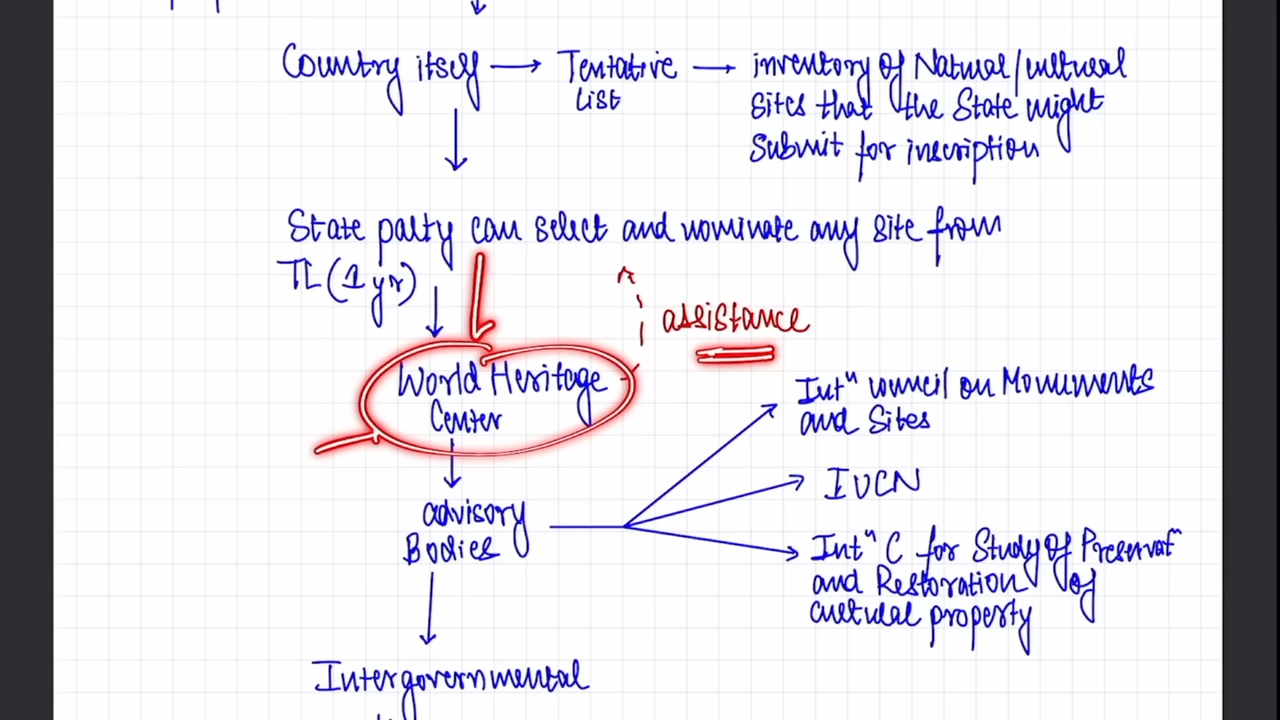 Country itself → Tentative → inventory of Natural/cultural
List
sites that the State might
Submit for inscription
State party can select and nominate any site from
TL (1 yr)
assistance
World Heritage
Center
Intⁿ council on Monuments
and Sites
IUCN
advisory
Bodies
Intⁿ C for Study of Preservatⁿ
and Restoration of
cultural property
Intergovernmental